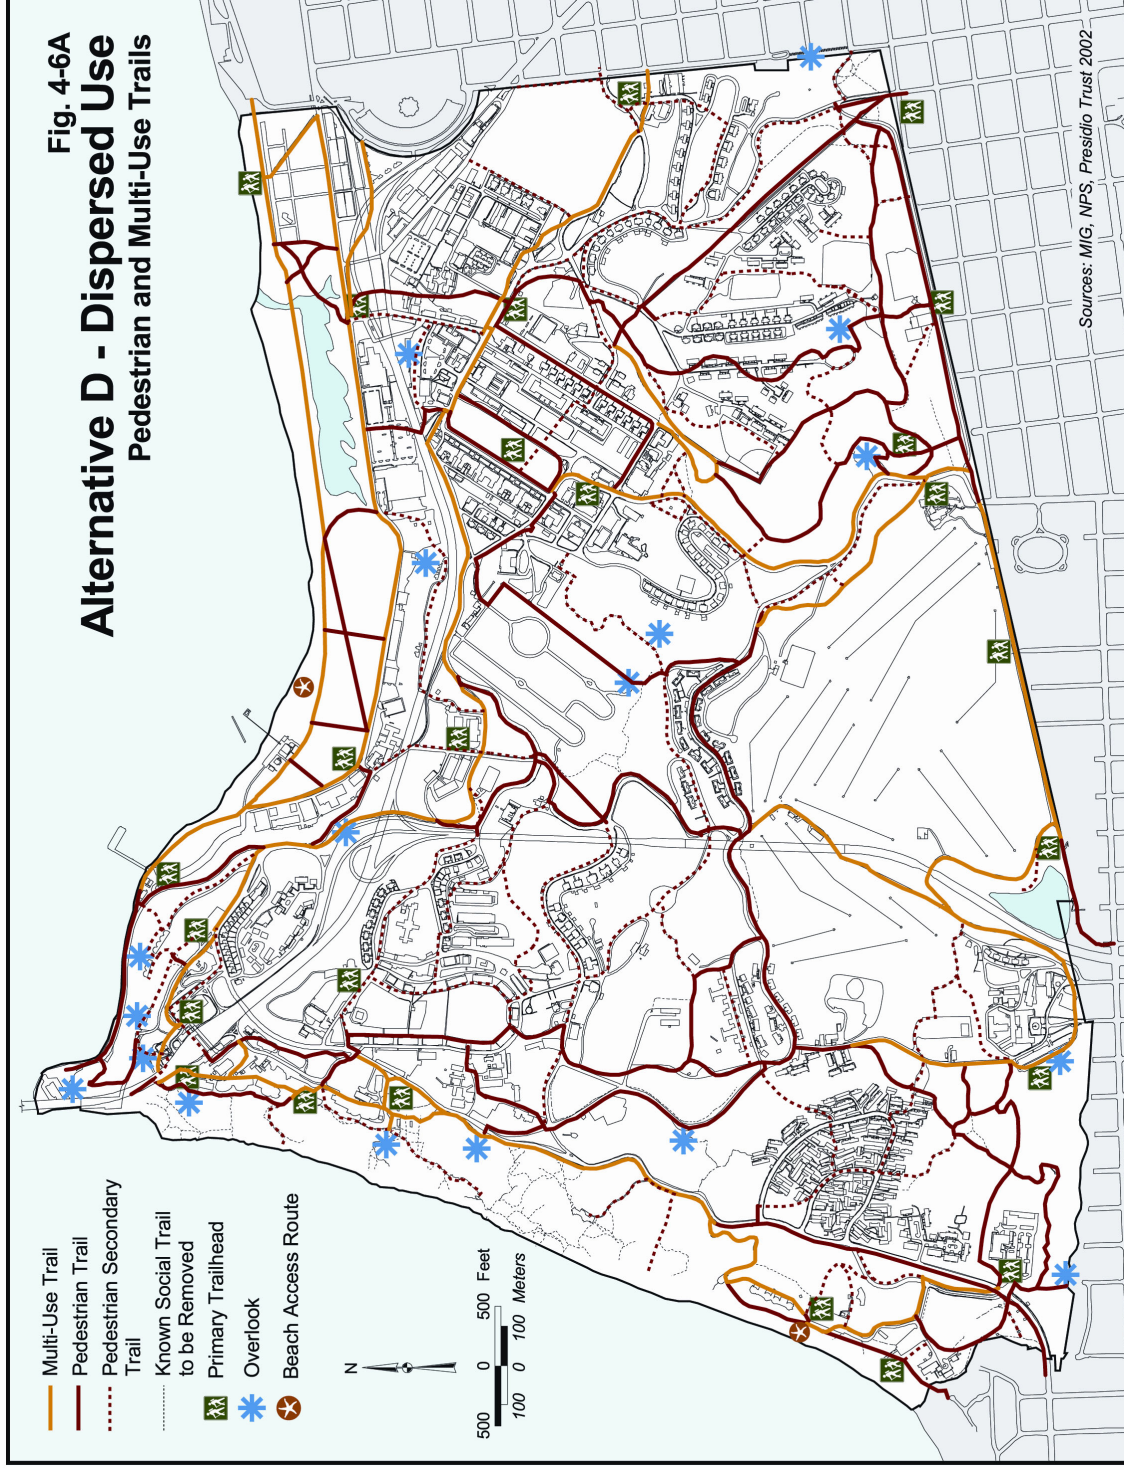 Fig. 4-6A
Alternative D - Dispersed Use
Pedestrian and Multi-Use Trails
Multi-Use Trail
Pedestrian Trail
Pedestrian Secondary
Trail
Known Social Trail
to be Removed
Primary Trailhead
Overlook
Beach Access Route
N
500 0 500 Feet
100 0 100 Meters
Sources: MIG, NPS, Presidio Trust 2002